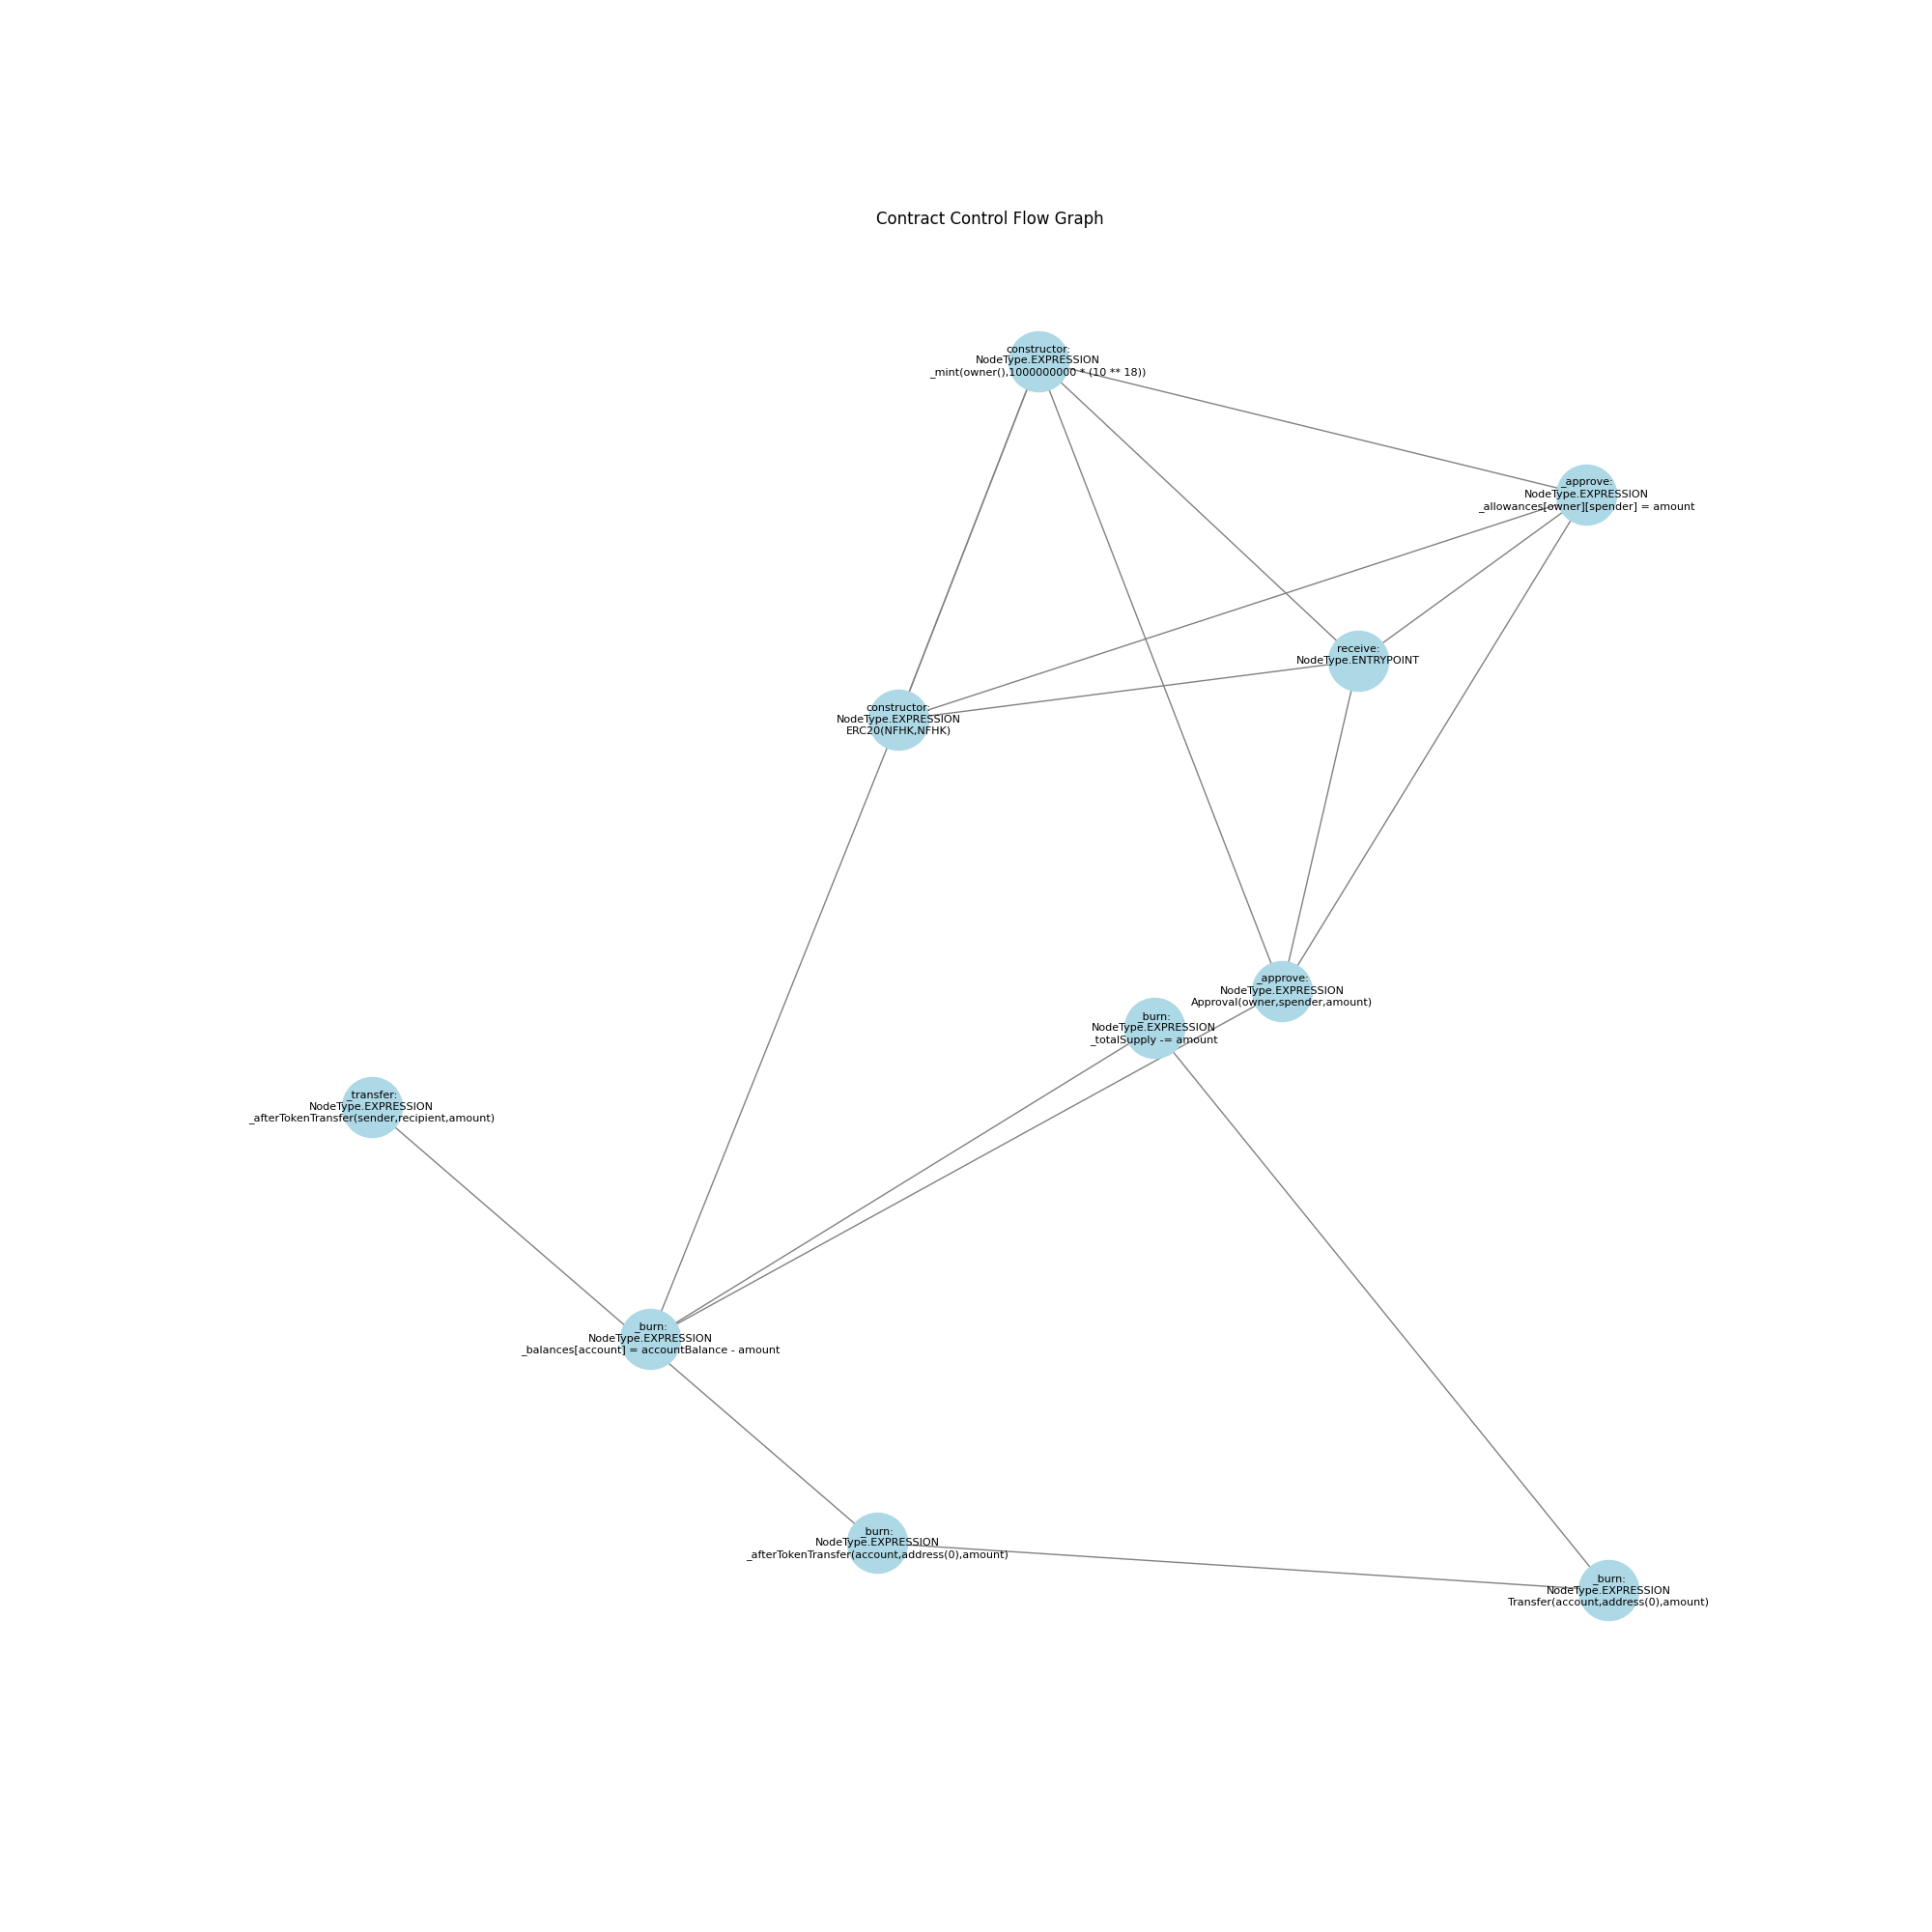 Contract Control Flow Graph
constructor:
NodeType.EXPRESSION
_mint(owner(),1000000000 * (10 ** 18))
_approve:
NodeType.EXPRESSION
_allowances[owner][spender] = amount
receive:
NodeType.ENTRYPOINT
constructor:
NodeType.EXPRESSION
ERC20(NFHK,NFHK)
_approve:
NodeType.EXPRESSION
Approval(owner,spender,amount)
_burn:
NodeType.EXPRESSION
_totalSupply -= amount
_transfer:
NodeType.EXPRESSION
_afterTokenTransfer(sender,recipient,amount)
_burn:
NodeType.EXPRESSION
_balances[account] = accountBalance - amount
_burn:
NodeType.EXPRESSION
_afterTokenTransfer(account,address(0),amount)
_burn:
NodeType.EXPRESSION
Transfer(account,address(0),amount)